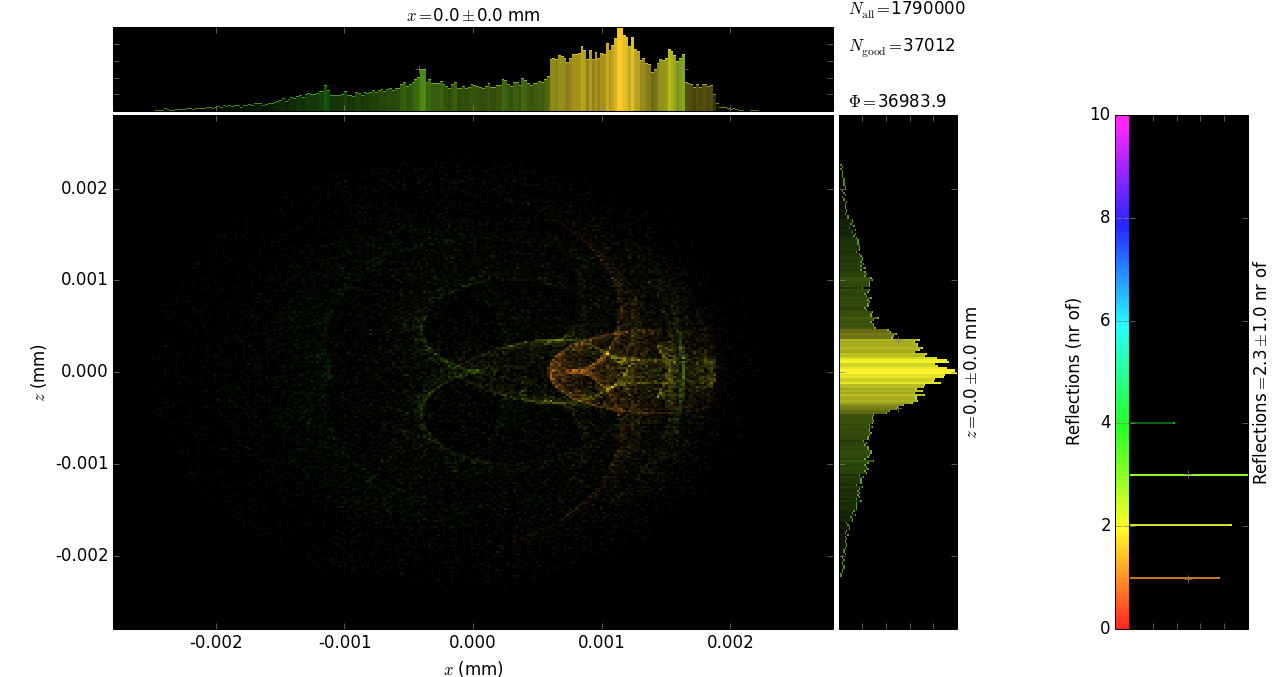 x=0.0±0.0 mm
N_all=1790000
N_good=37012
Φ=36983.9
0.002
0.001
0.000
-0.001
-0.002
z (mm)
-0.002
-0.001
0.000
0.001
0.002
x (mm)
z=0.0±0.0 mm
10
8
6
4
2
0
Reflections (nr of)
Reflections=2.3±1.0 nr of